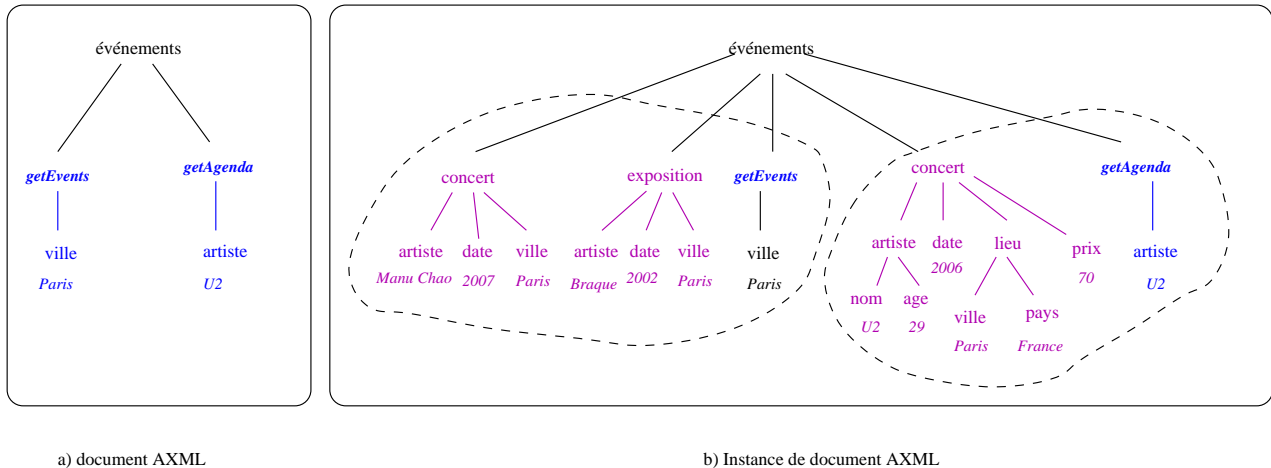 événements
getEvents
getAgenda
ville
artiste
Paris
U2
a) document AXML
événements
concert
exposition
getEvents
concert
getAgenda
artiste date ville
artiste date ville
ville
artiste date lieu prix
artiste
Manu Chao 2007 Paris
Braque 2002 Paris
Paris
2006
70
U2
nom age
ville pays
U2 29
Paris France
b) Instance de document AXML